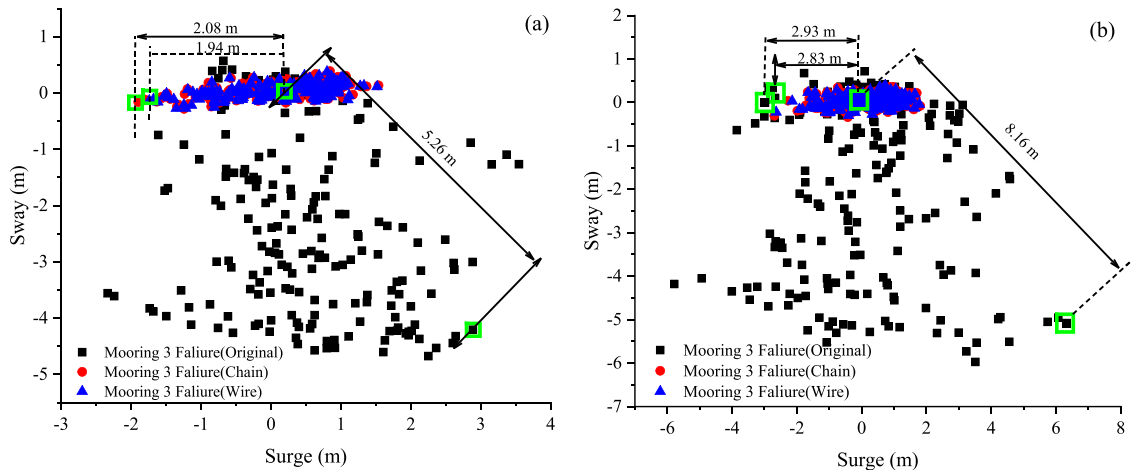 (a)
2.08 m
1.94 m
5.26 m
1
0
-1
-2
-3
-4
-5
Sway (m)
Mooring 3 Faliure(Original)
Mooring 3 Faliure(Chain)
Mooring 3 Faliure(Wire)
-3
-2
-1
0
1
2
3
4
Surge (m)
(b)
2.93 m
2.83 m
8.16 m
2
1
0
-1
-2
-3
-4
-5
-6
-7
Sway (m)
Mooring 3 Faliure(Original)
Mooring 3 Faliure(Chain)
Mooring 3 Faliure(Wire)
-8
-6
-4
-2
0
2
4
6
8
Surge (m)